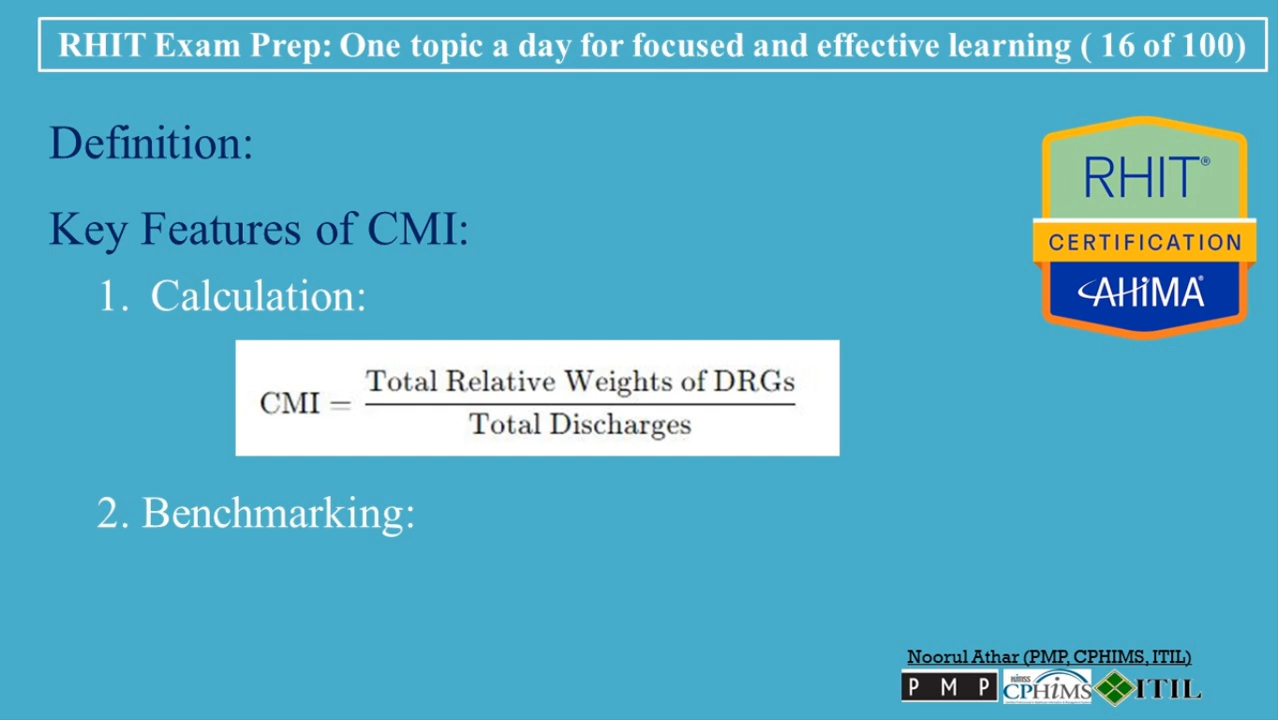 RHIT Exam Prep: One topic a day for focused and effective learning ( 16 of 100)
Definition:
Key Features of CMI:
1. Calculation:
CMI = Total Relative Weights of DRGs
Total Discharges
2. Benchmarking:
RHIT®
CERTIFICATION
AHiMA®
Noorul Athar (PMP, CPHIMS, ITIL)
P M P
himss
CPHiMS
ITIL